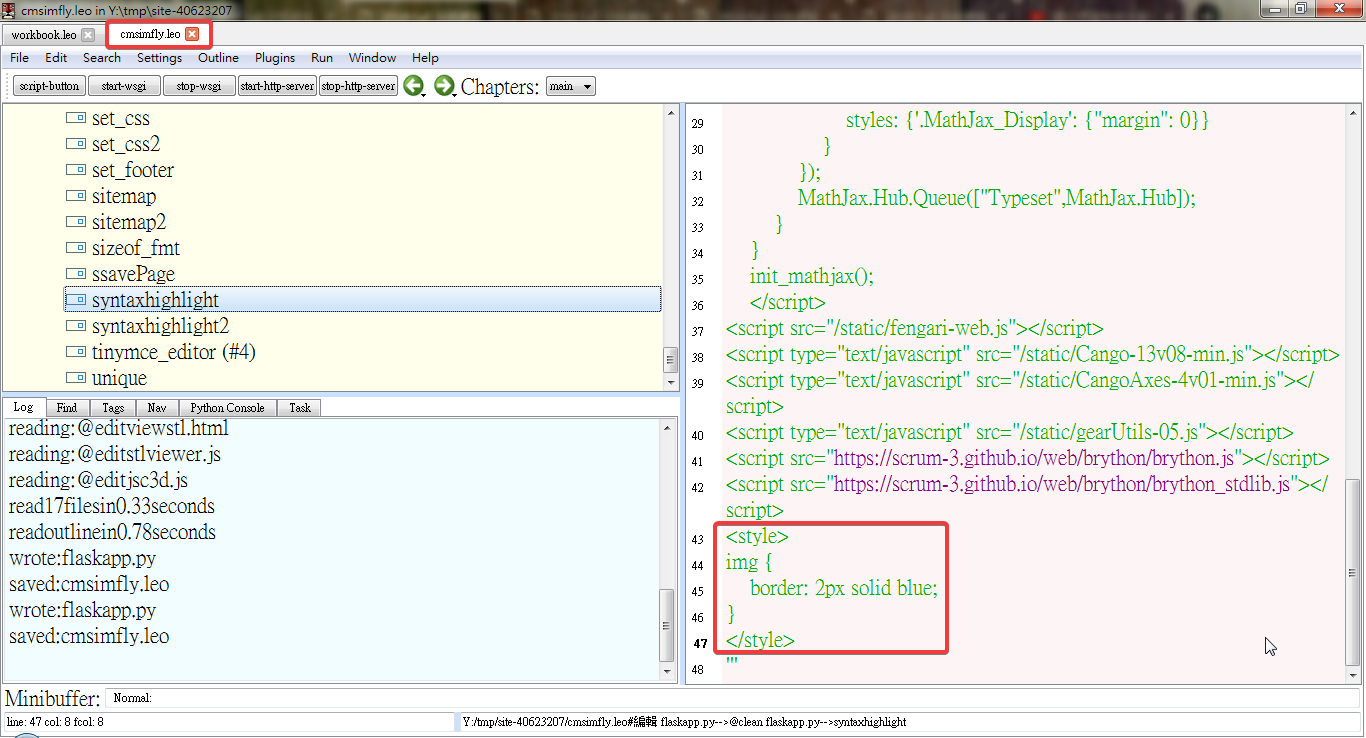 cmsimfly.leo in Y:\tmp\site-40623207
workbook.leo
cmsimfly.leo
File Edit Search Settings Outline Plugins Run Window Help
script-button start-wsgi stop-wsgi start-http-server stop-http-server Chapters: main
set_css
set_css2
set_footer
sitemap
sitemap2
sizeof_fmt
ssavePage
syntaxhighlight
syntaxhighlight2
tinymce_editor (#4)
unique
Log Find Tags Nav Python Console Task
reading:@editviewstl.html
reading:@editstlviewer.js
reading:@editjsc3d.js
read17filesin0.33seconds
readoutlinein0.78seconds
wrote:flaskapp.py
saved:cmsimfly.leo
wrote:flaskapp.py
saved:cmsimfly.leo
29 styles: {'.MathJax_Display': {"margin": 0}}
30 }
31 });
32 MathJax.Hub.Queue(["Typeset",MathJax.Hub]);
33 }
34 }
35 init_mathjax();
36 </script>
37 <script src="/static/fengari-web.js"></script>
38 <script type="text/javascript" src="/static/Cango-13v08-min.js"></script>
39 <script type="text/javascript" src="/static/CangoAxes-4v01-min.js"></
script>
40 <script type="text/javascript" src="/static/gearUtils-05.js"></script>
41 <script src="https://scrum-3.github.io/web/brython/brython.js"></script>
42 <script src="https://scrum-3.github.io/web/brython/brython_stdlib.js"></
script>
43 <style>
44 img {
45 border: 2px solid blue;
46 }
47 </style>
48 '''
Minibuffer: Normal:
line: 47 col: 8 fcol: 8
Y:/tmp/site-40623207/cmsimfly.leo#編輯 flaskapp.py-->@clean flaskapp.py-->syntaxhighlight